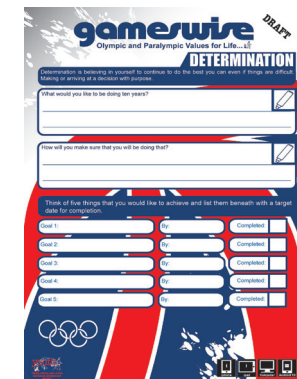 gameswise
DRAFT
Olympic and Paralympic Values for Life...
DETERMINATION
Determination is believing in yourself to continue to do the best you can even if things are difficult.
Making or arriving at a decision with purpose.
What would you like to be doing ten years?
How will you make sure that you will be doing that?
Think of five things that you would like to achieve and list them beneath with a target
date for completion.
Goal 1: By: Completed:
Goal 2: By: Completed:
Goal 3: By: Completed:
Goal 4: By: Completed:
Goal 5: By: Completed: